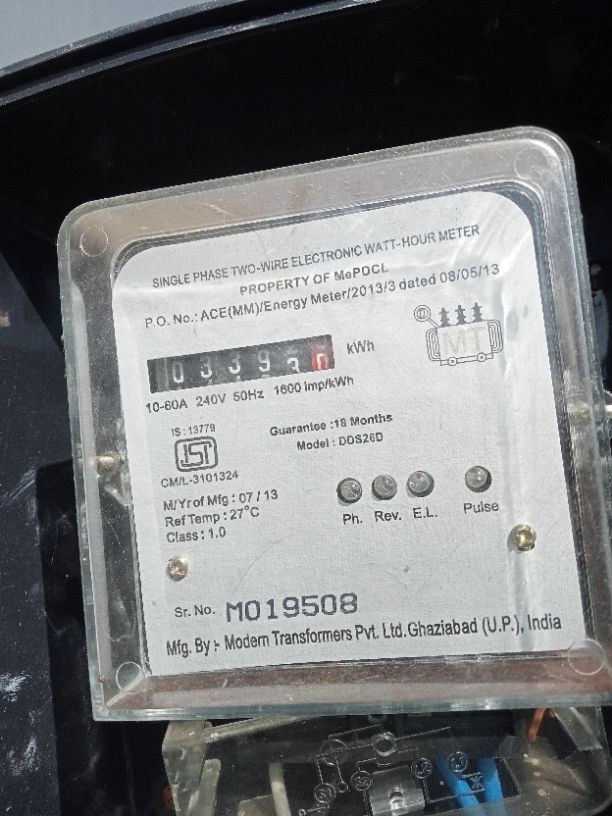 SINGLE PHASE TWO-WIRE ELECTRONIC WATT-HOUR METER
PROPERTY OF MePDCL
P.O. No.: ACE(MM)/Energy Meter/2013/3 dated 08/05/13
kWh
MT
10-60A 240V 50Hz 1600 Imp/kWh
IS : 13779
Guarantee :18 Months
Model : DOS26D
ISI
CM/L-3101324
M/Yr of Mfg : 07 / 13
Ref Temp : 27°C
Class : 1.0
Ph. Rev. E.L. Pulse
Sr. No. M019508
Mfg. By :- Modern Transformers Pvt. Ltd. Ghaziabad (U.P.), India